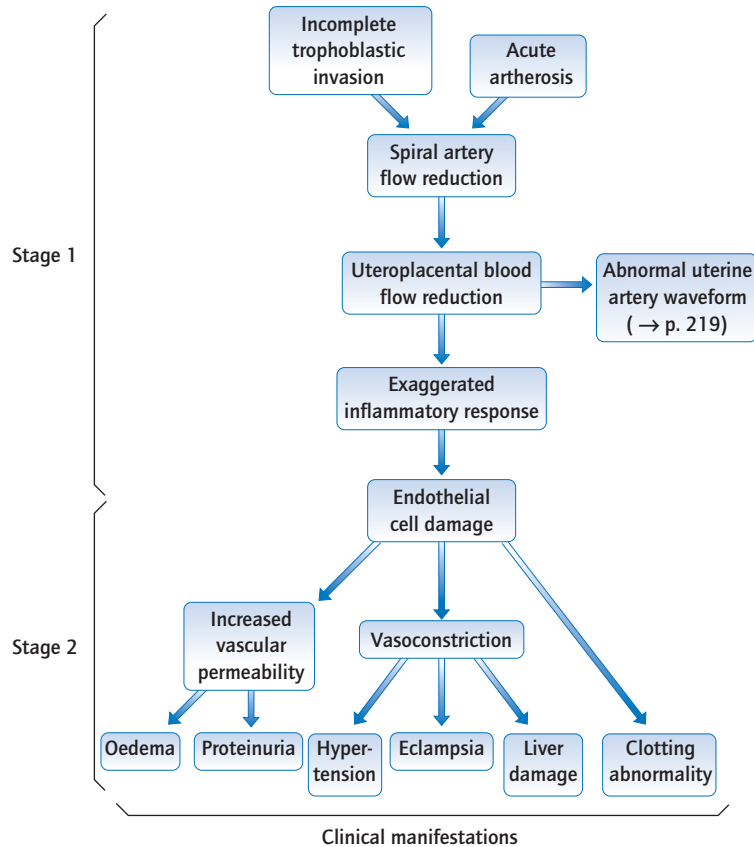 Incomplete
trophoblastic
invasion
Acute
artherosis
Spiral artery
flow reduction
Stage 1
Uteroplacental blood
flow reduction
Abnormal uterine
artery waveform
( → p. 219)
Exaggerated
inflammatory response
Endothelial
cell damage
Stage 2
Increased
vascular
permeability
Vasoconstriction
Oedema
Proteinuria
Hyper-
tension
Eclampsia
Liver
damage
Clotting
abnormality
Clinical manifestations